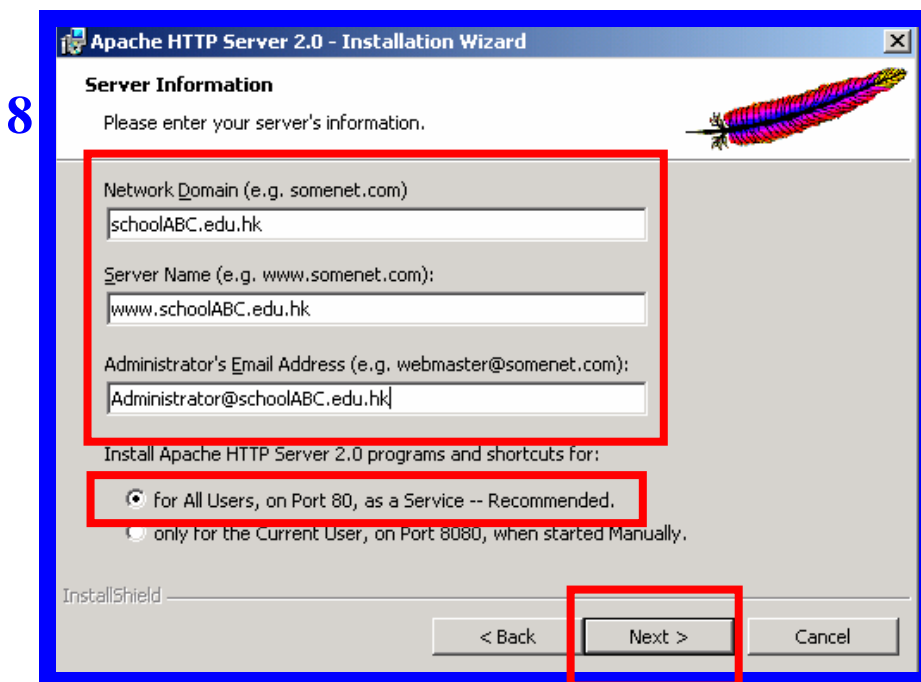 Apache HTTP Server 2.0 - Installation Wizard
Server Information
8
Please enter your server's information.
Network Domain (e.g. somenet.com)
schoolABC.edu.hk
Server Name (e.g. www.somenet.com):
www.schoolABC.edu.hk
Administrator's Email Address (e.g. webmaster@somenet.com):
Administrator@schoolABC.edu.hk
Install Apache HTTP Server 2.0 programs and shortcuts for:
for All Users, on Port 80, as a Service -- Recommended.
only for the Current User, on Port 8080, when started Manually.
InstallShield
< Back Next > Cancel